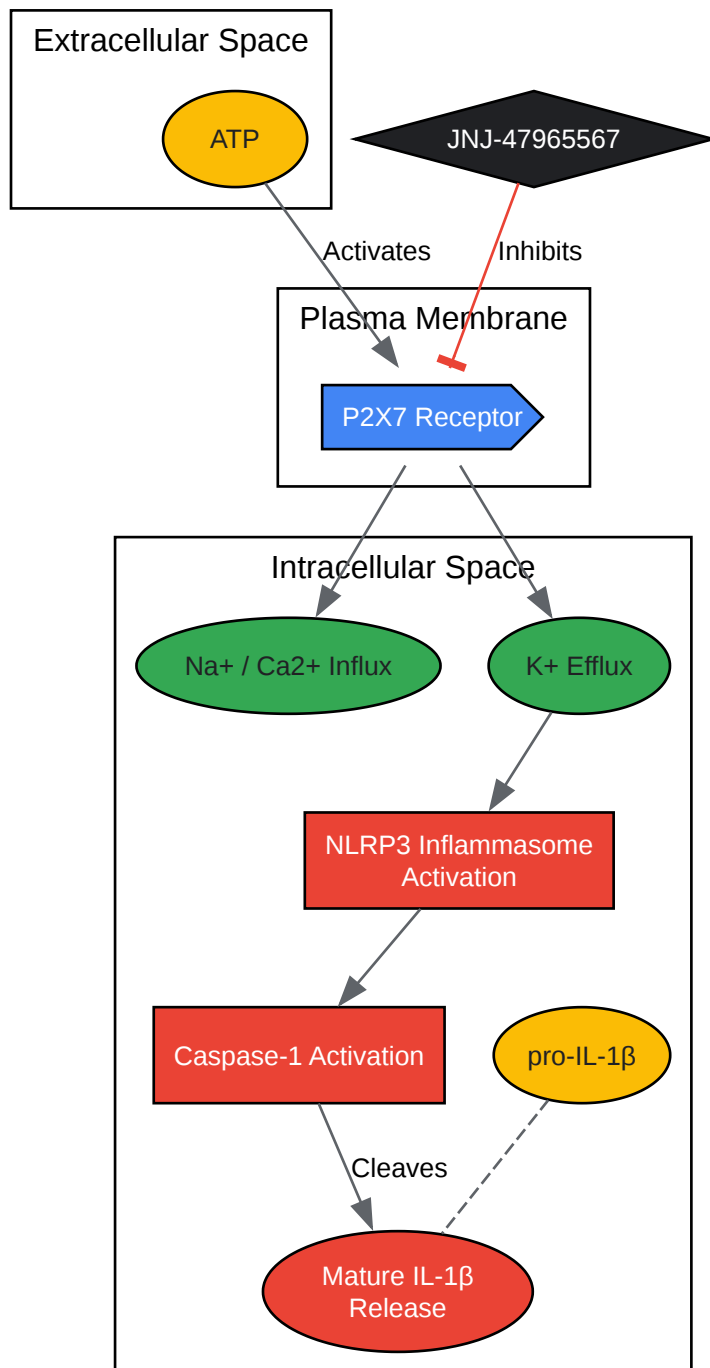 Extracellular Space
ATP
JNJ-47965567
Activates
Inhibits
Plasma Membrane
P2X7 Receptor
Intracellular Space
Na+ / Ca2+ Influx
K+ Efflux
NLRP3 Inflammasome
Activation
Caspase-1 Activation
pro-IL-1β
Cleaves
Mature IL-1β
Release